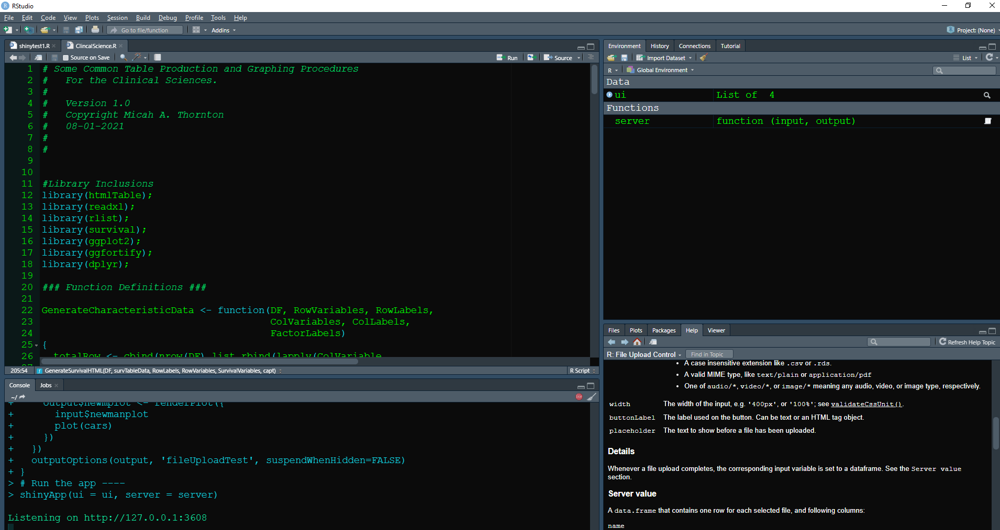 RStudio
File Edit Code View Plots Session Build Debug Profile Tools Help
Go to file/function Addins Project: (None)
shinytest1.R ClincalScience.R
Source on Save Run Source
1 # Some Common Table Production and Graphing Procedures
2 #   For the Clinical Sciences.
3 #
4 #   Version 1.0
5 #   Copyright Micah A. Thornton
6 #   08-01-2021
7 #
8 #
9
10
11 #Library Inclusions
12 library(htmlTable);
13 library(readxl);
14 library(rlist);
15 library(survival);
16 library(ggplot2);
17 library(ggfortify);
18 library(dplyr);
19
20 ### Function Definitions ###
21
22 GenerateCharacteristicData <- function(DF, RowVariables, RowLabels,
23 ColVariables, ColLabels,
24 FactorLabels)
25 {
26 totalRow <- cbind(nrow(DF),list.rbind(lapply(ColVariable
27
205:54 GenerateSurvivalHTML(DF, survTableData, RowLabels, RowVariables, SurvivalVariables, capt) R Script
Console Jobs
~/
+ output$newmplot <- renderPlot({
+ input$newmanplot
+ plot(cars)
+ })
+ })
+ outputOptions(output, 'fileUploadTest', suspendWhenHidden=FALSE)
+ }
> # Run the app ----
> shinyApp(ui = ui, server = server)
Listening on http://127.0.0.1:3608
Environment History Connections Tutorial
Import Dataset List
R Global Environment
Data
ui List of 4
Functions
server function (input, output)
Files Plots Packages Help Viewer
Refresh Help Topic
R: File Upload Control Find in Topic
• A case insensitive extension like .csv or .rds.
• A valid MIME type, like text/plain or application/pdf
• One of audio/*, video/*, or image/* meaning any audio, video, or image type, respectively.
width The width of the input, e.g. '400px', or '100%'; see validateCssUnit().
buttonLabel The label used on the button. Can be text or an HTML tag object.
placeholder The text to show before a file has been uploaded.
Details
Whenever a file upload completes, the corresponding input variable is set to a dataframe. See the Server value
section.
Server value
A data.frame that contains one row for each selected file, and following columns:
name